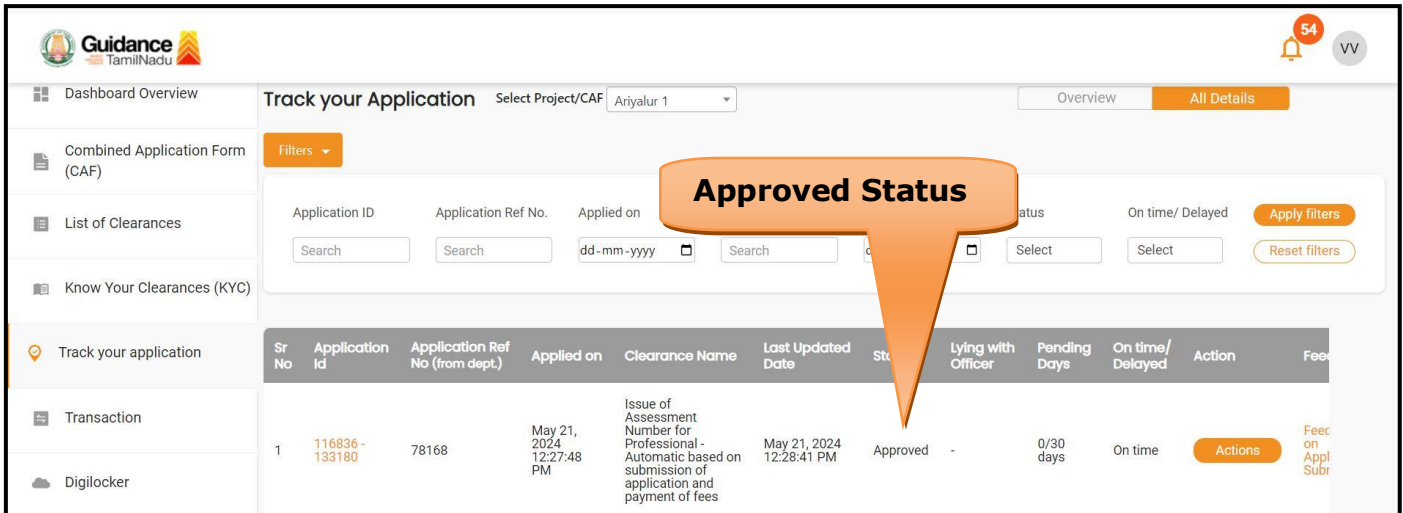 Guidance
TamilNadu
54
VV
Dashboard Overview
Track your Application
Select Project/CAF
Ariyalur 1
Overview
All Details
Combined Application Form
(CAF)
Filters
Approved Status
List of Clearances
Application ID
Application Ref No.
Applied on
On time/ Delayed
Apply filters
Search
Search
dd-mm-yyyy
Search
Select
Select
Reset filters
Know Your Clearances (KYC)
Track your application
Sr
No
Application
Id
Application Ref
No (from dept.)
Applied on
Clearance Name
Last Updated
Date
Lying with
Officer
Pending
Days
On time/
Delayed
Action
Transaction
1
116836 -
133180
78168
May 21,
2024
12:27:48
PM
Issue of
Assessment
Number for
Professional -
Automatic based on
submission of
application and
payment of fees
May 21, 2024
12:28:41 PM
Approved
-
0/30
days
On time
Actions
on
Digilocker